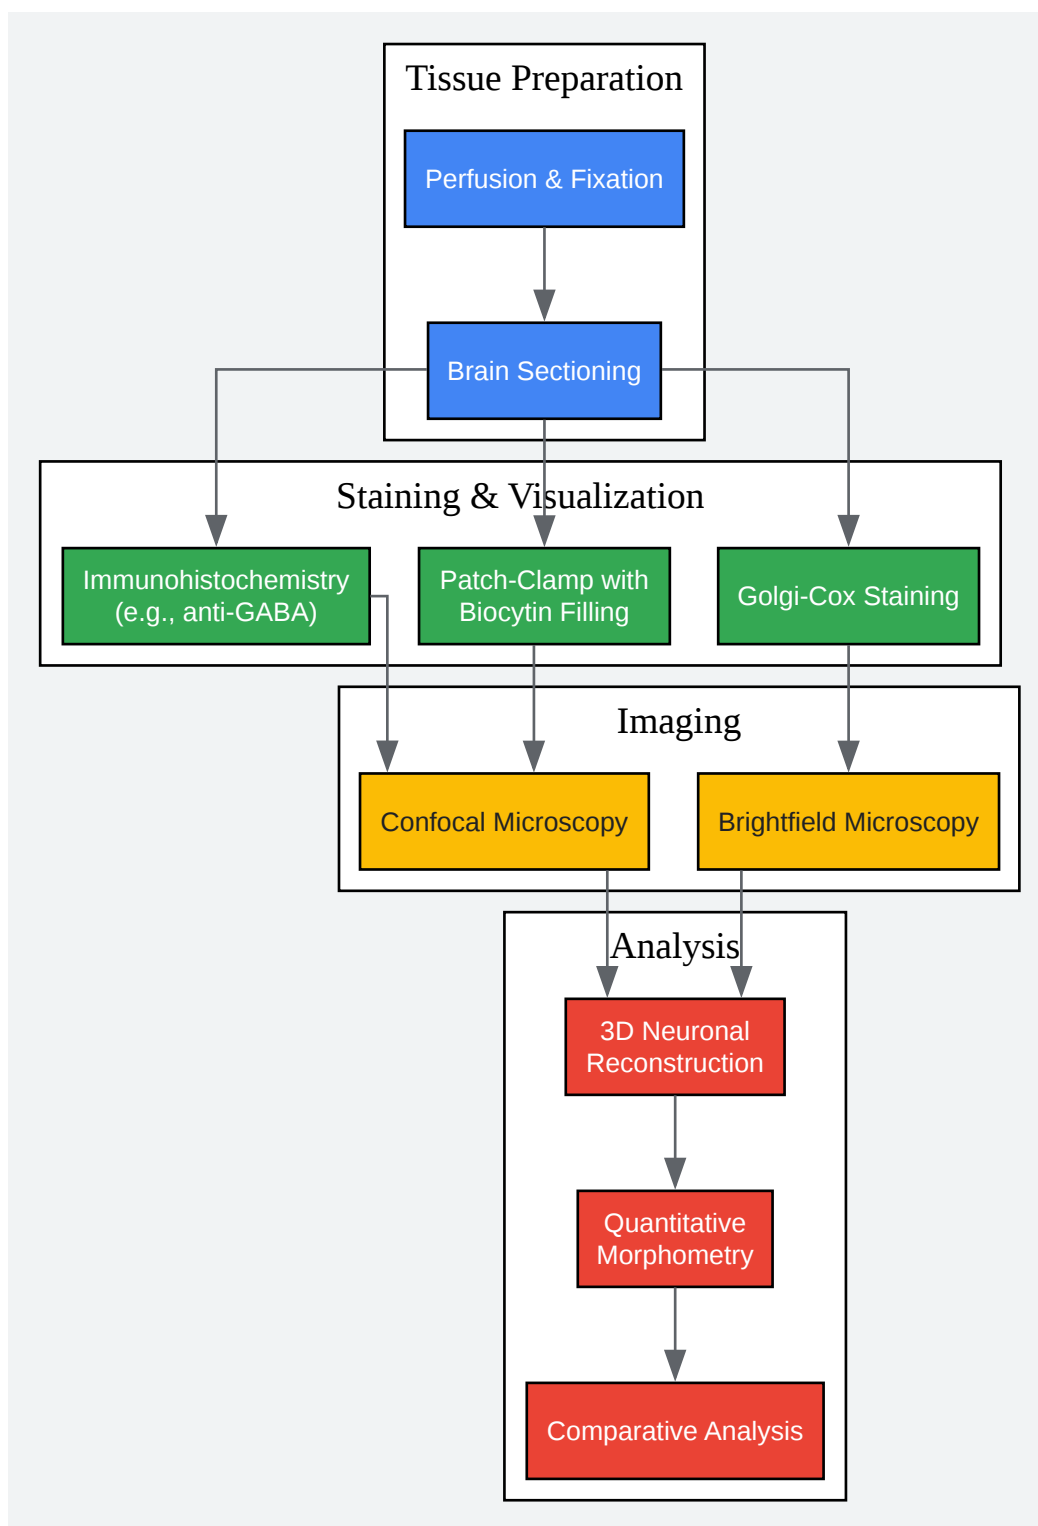 Tissue Preparation
Perfusion & Fixation
Brain Sectioning
Staining & Visualization
Immunohistochemistry
(e.g., anti-GABA)
Patch-Clamp with
Biocytin Filling
Golgi-Cox Staining
Imaging
Confocal Microscopy
Brightfield Microscopy
Analysis
3D Neuronal
Reconstruction
Quantitative
Morphometry
Comparative Analysis